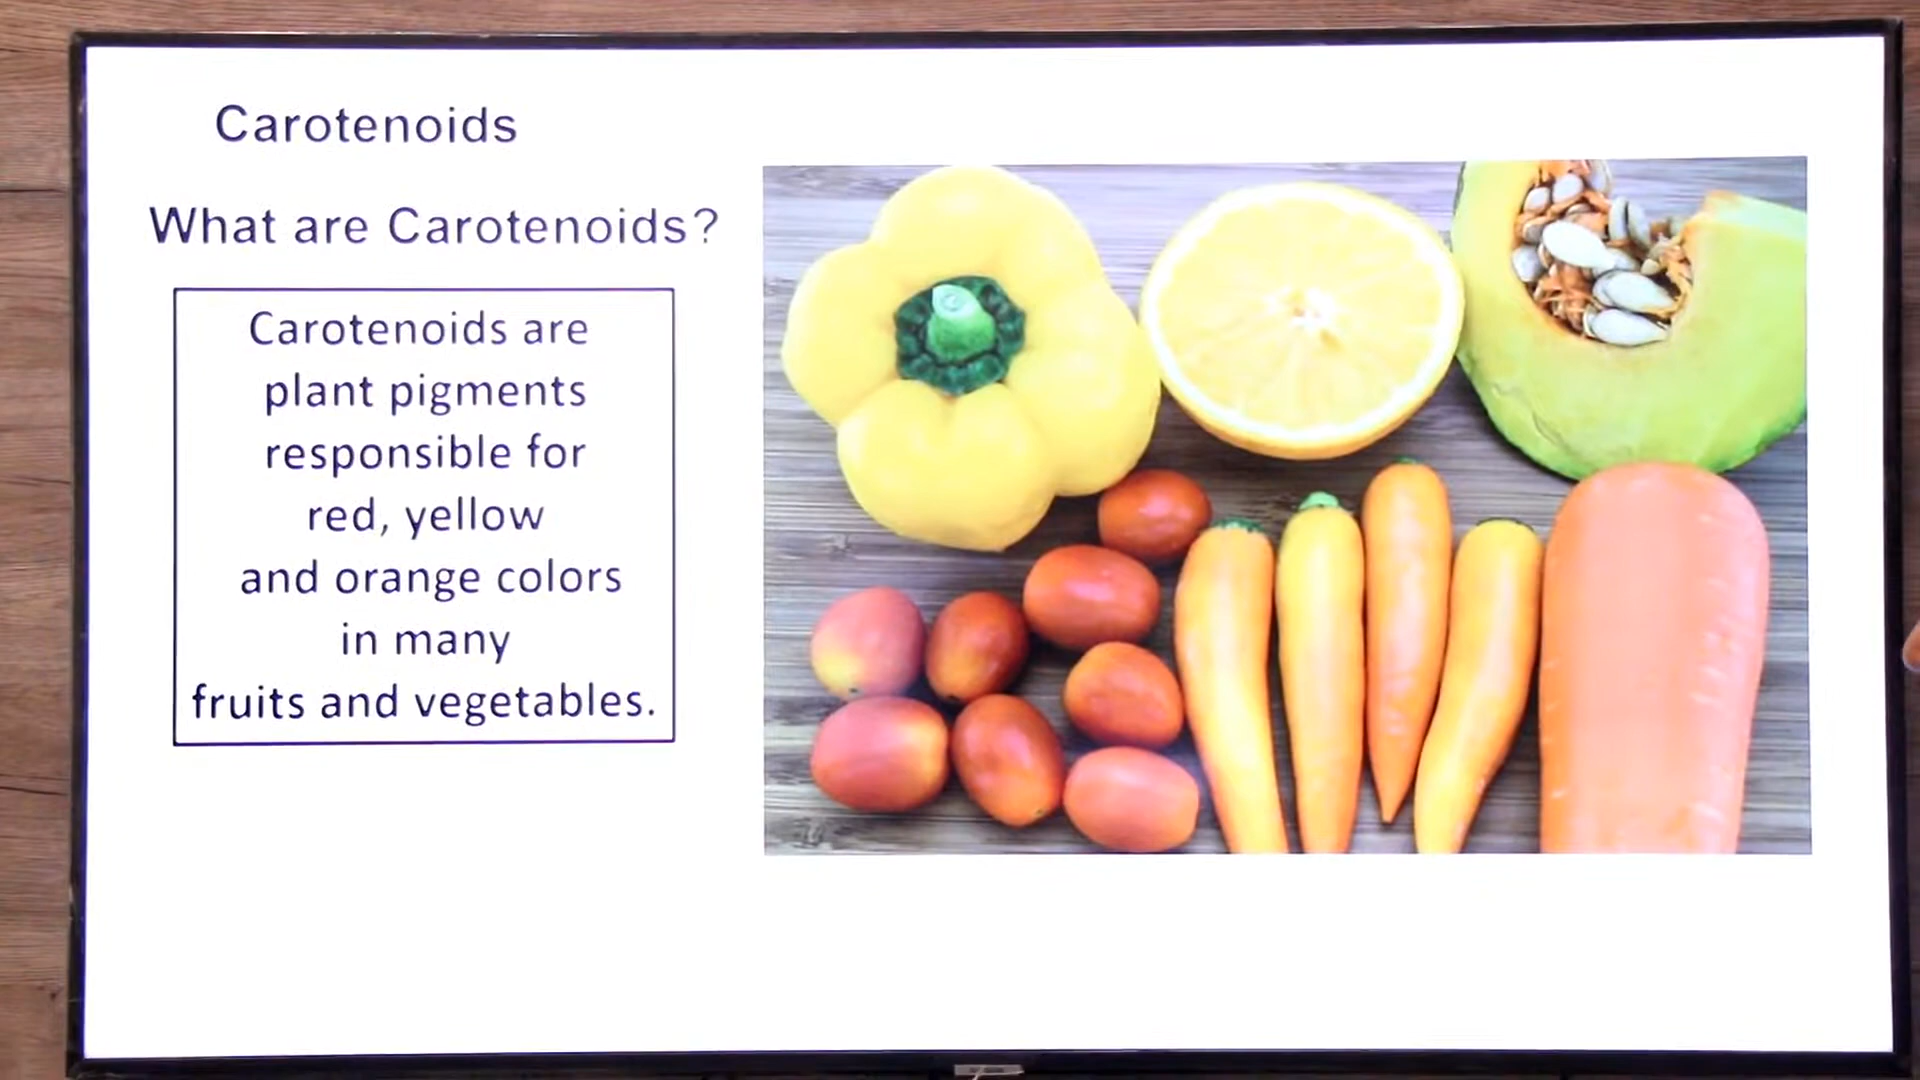 Carotenoids
What are Carotenoids?
Carotenoids are
plant pigments
responsible for
red, yellow
and orange colors
in many
fruits and vegetables.